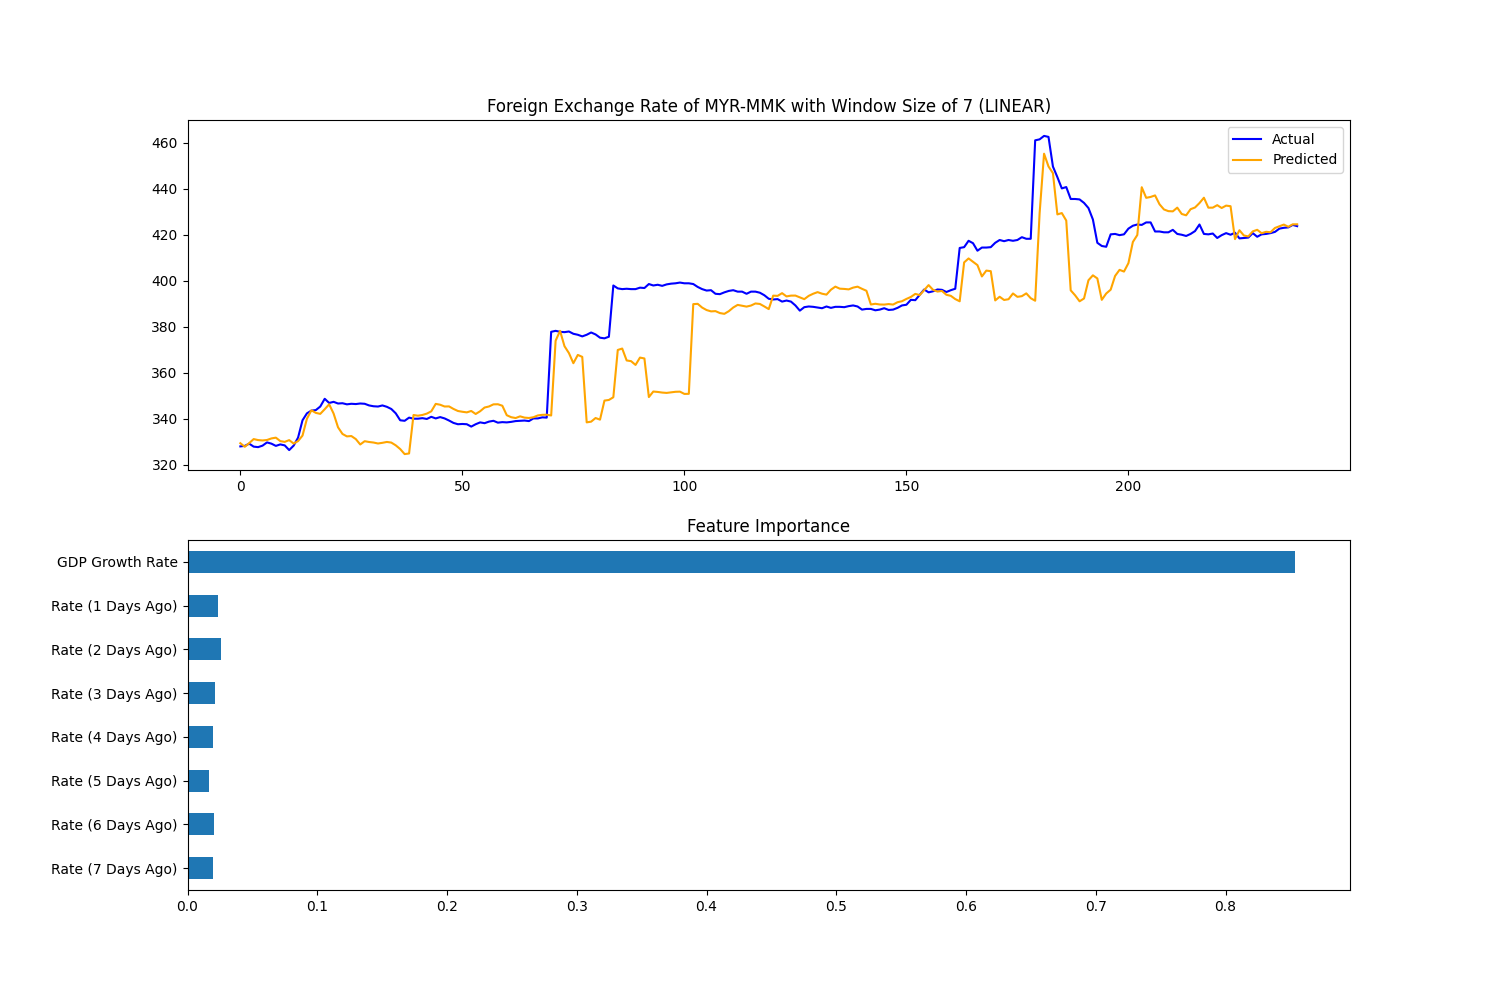 Foreign Exchange Rate of MYR-MMK with Window Size of 7 (LINEAR)
460
440
420
400
380
360
340
320
Actual
Predicted
0
50
100
150
200
Feature Importance
GDP Growth Rate
Rate (1 Days Ago)
Rate (2 Days Ago)
Rate (3 Days Ago)
Rate (4 Days Ago)
Rate (5 Days Ago)
Rate (6 Days Ago)
Rate (7 Days Ago)
0.0
0.1
0.2
0.3
0.4
0.5
0.6
0.7
0.8